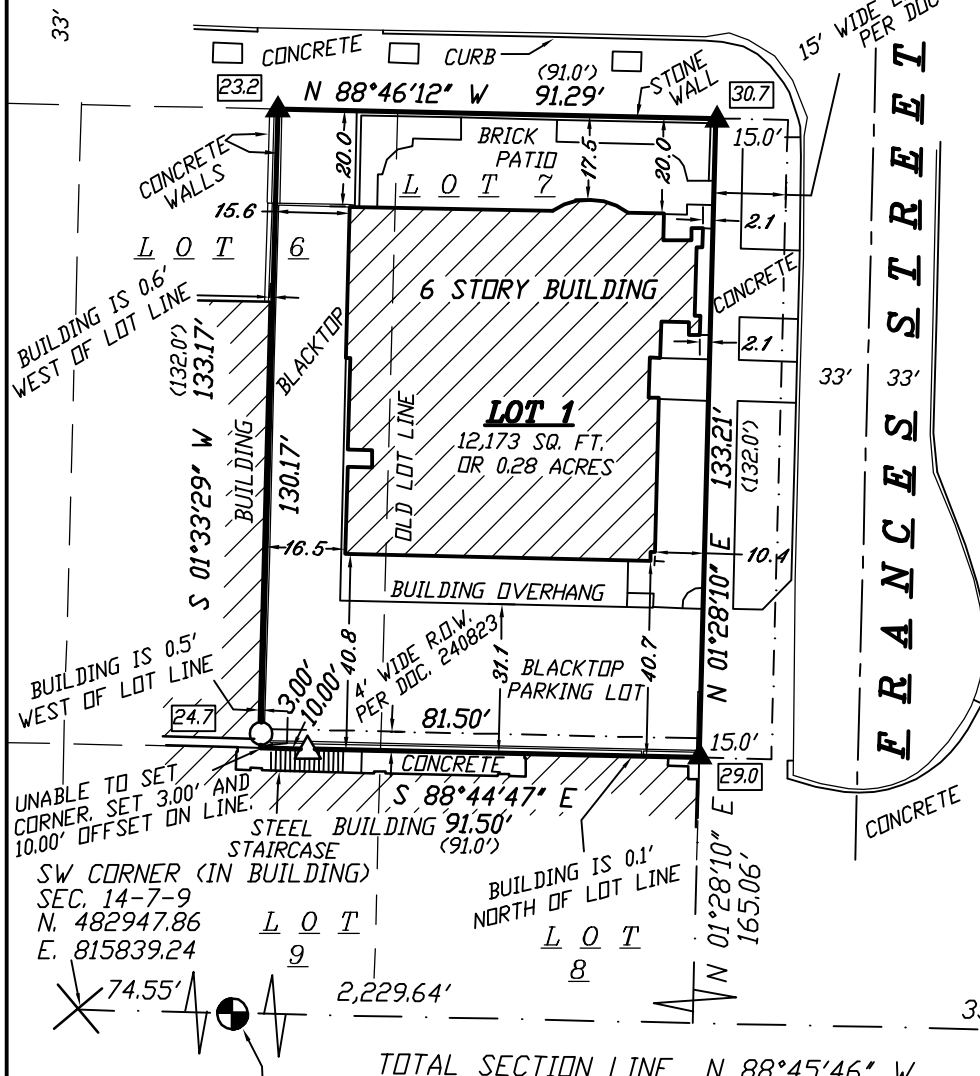 33'
CONCRETE
CURB
15' WIDE
PER DOC
(91.0')
STONE
WALL
23.2
N 88°46'12" W
91.29'
30.7
15.0'
CONCRETE
WALLS
20.0
BRICK
PATIO
17.5
20.0
LOT 7
15.6
2.1
LOT 6
6 STORY BUILDING
CONCRETE
BUILDING IS 0.6'
WEST OF LOT LINE
(132.0')
133.17'
S 01°33'29" W
BLACKTOP
2.1
33'
33'
FRANCES STREET
LOT 1
12,173 SQ. FT.
OR 0.28 ACRES
OLD LOT LINE
BUILDING
130.17'
133.21'
(132.0')
N 01°28'10" E
16.5
10.4
BUILDING OVERHANG
BUILDING IS 0.5'
WEST OF LOT LINE
3.00'
10.00'
40.8
4' WIDE R.O.W.
PER DOC. 240823
31.1
BLACKTOP
PARKING LOT
40.7
24.7
81.50'
15.0'
CONCRETE
29.0
S 88°44'47" E
UNABLE TO SET
CORNER. SET 3.00' AND
10.00' OFFSET ON LINE.
STEEL
STAIRCASE
BUILDING
91.50'
(91.0')
CONCRETE
BUILDING IS 0.1'
NORTH OF LOT LINE
N 01°28'10" E
165.06'
SW CORNER (IN BUILDING)
SEC. 14-7-9
N. 482947.86
E. 815839.24
LOT
9
LOT
8
74.55'
2,229.64'
TOTAL SECTION LINE N 88°45'46" W